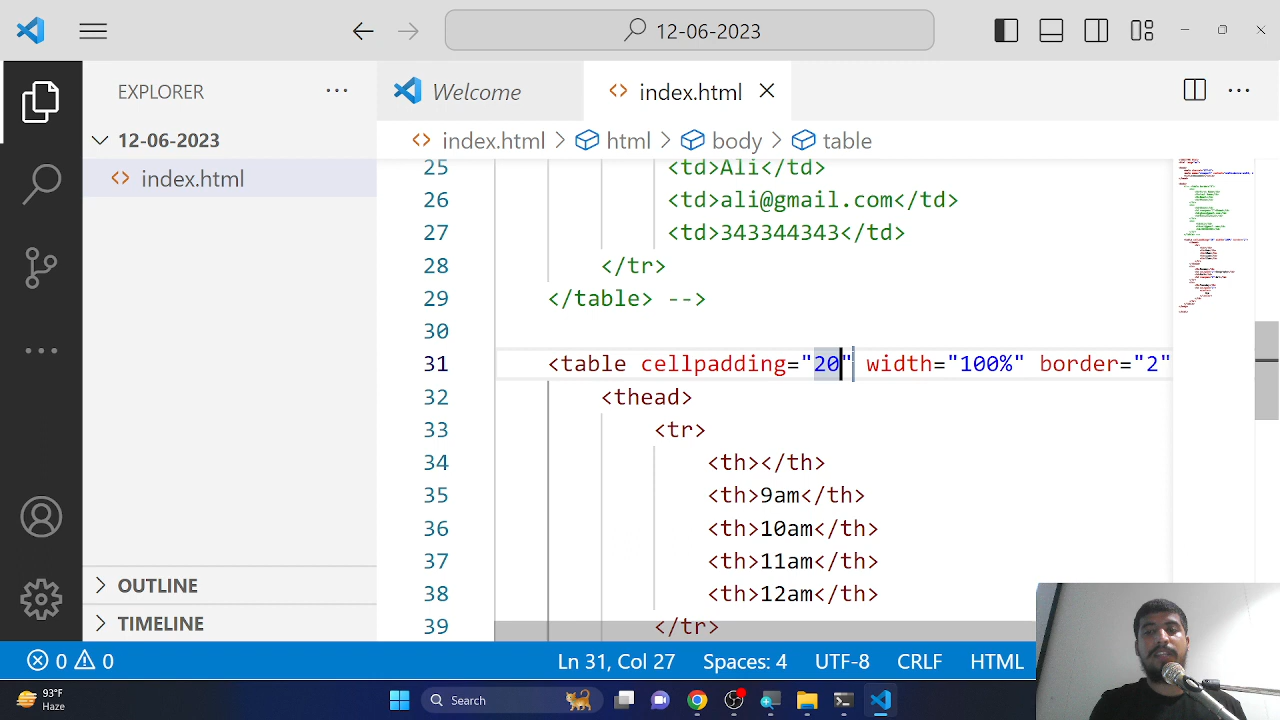 12-06-2023
EXPLORER
Welcome
index.html
12-06-2023
index.html > html > body > table
index.html
25 <td>Ali</td>
26 <td>ali@gmail.com</td>
27 <td>343344343</td>
28 </tr>
29 </table> -->
30
31 <table cellpadding="20" width="100%" border="2"
32 <thead>
33 <tr>
34 <th></th>
35 <th>9am</th>
36 <th>10am</th>
37 <th>11am</th>
38 <th>12am</th>
39 </tr>
OUTLINE
TIMELINE
0 0 Ln 31, Col 27 Spaces: 4 UTF-8 CRLF HTML
93°F
Haze
Search